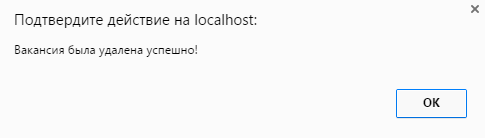 Подтвердите действие на localhost:
Вакансия была удалена успешно!
OK